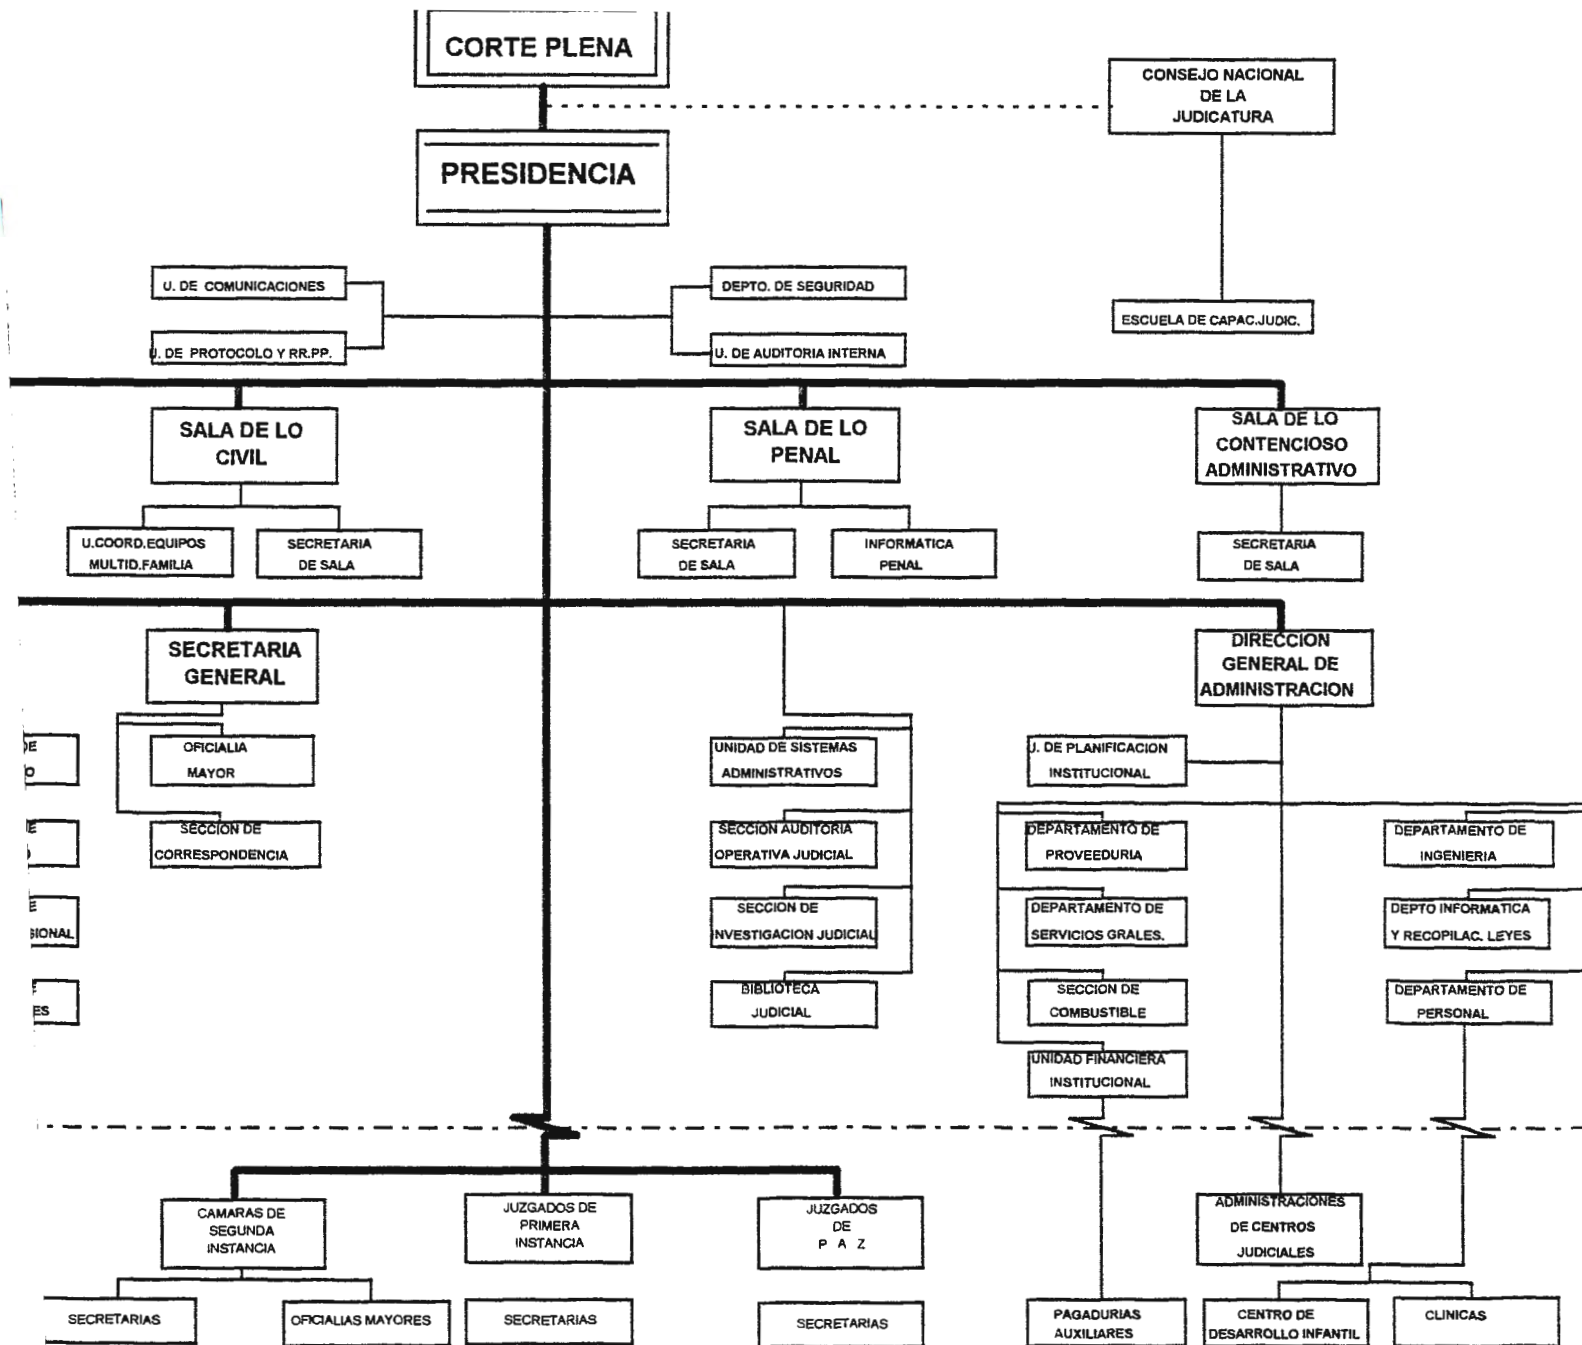 CORTE PLENA
CONSEJO NACIONAL
DE LA
JUDICATURA
PRESIDENCIA
U. DE COMUNICACIONES
DEPTO. DE SEGURIDAD
ESCUELA DE CAPAC.JUDIC.
U. DE PROTOCOLO Y RR.PP.
U. DE AUDITORIA INTERNA
SALA DE LO
CIVIL
SALA DE LO
PENAL
SALA DE LO
CONTENCIOSO
ADMINISTRATIVO
U.COORD.EQUIPOS
MULTID.FAMILIA
SECRETARIA
DE SALA
SECRETARIA
DE SALA
INFORMATICA
PENAL
SECRETARIA
DE SALA
SECRETARIA
GENERAL
DIRECCION
GENERAL DE
ADMINISTRACION
DE
O
OFICIALIA
MAYOR
UNIDAD DE SISTEMAS
ADMINISTRATIVOS
U. DE PLANIFICACION
INSTITUCIONAL
SECCION DE
CORRESPONDENCIA
SECCION AUDITORIA
OPERATIVA JUDICIAL
DEPARTAMENTO DE
PROVEEDURIA
DEPARTAMENTO DE
INGENIERIA
SIONAL
SECCION DE
INVESTIGACION JUDICIAL
DEPARTAMENTO DE
SERVICIOS GRALES.
DEPTO INFORMATICA
Y RECOPILAC. LEYES
ES
BIBLIOTECA
JUDICIAL
SECCION DE
COMBUSTIBLE
DEPARTAMENTO DE
PERSONAL
UNIDAD FINANCIERA
INSTITUCIONAL
CAMARAS DE
SEGUNDA
INSTANCIA
JUZGADOS DE
PRIMERA
INSTANCIA
JUZGADOS
DE
P A Z
ADMINISTRACIONES
DE CENTROS
JUDICIALES
SECRETARIAS
OFICIALIAS MAYORES
SECRETARIAS
SECRETARIAS
PAGADURIAS
AUXILIARES
CENTRO DE
DESARROLLO INFANTIL
CLINICAS